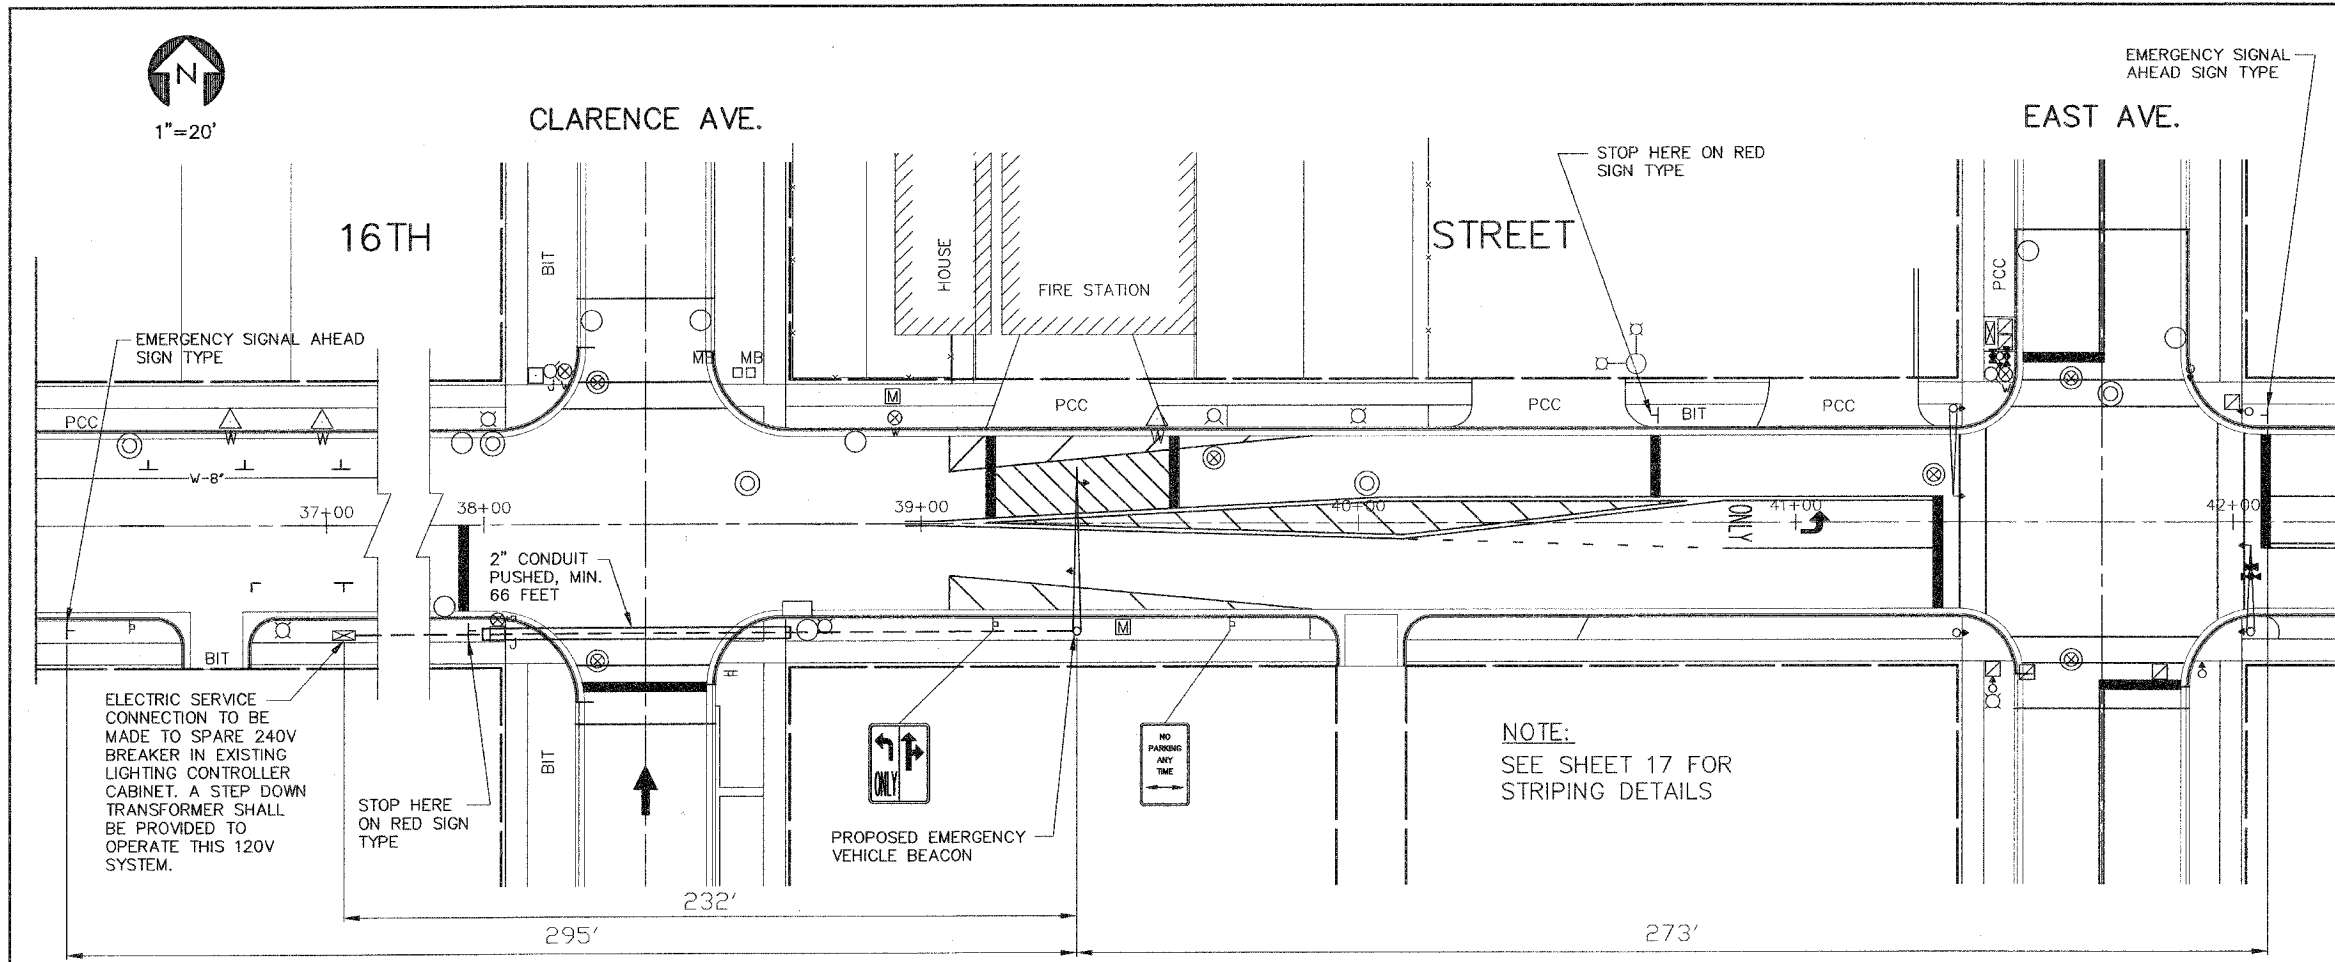 EMERGENCY SIGNAL
AHEAD SIGN TYPE
N
1"=20'
CLARENCE AVE.
EAST AVE.
STOP HERE ON RED
SIGN TYPE
16TH
STREET
BIT
HOUSE
FIRE STATION
PCC
EMERGENCY SIGNAL AHEAD
SIGN TYPE
MB
MB
PCC
W
W
M
W
PCC
W
PCC
BIT
PCC
W-8"
37+00
38+00
39+00
40+00
ONLY
41+00
42+00
2" CONDUIT
PUSHED, MIN.
66 FEET
J
M
BIT
H
ELECTRIC SERVICE
CONNECTION TO BE
MADE TO SPARE 240V
BREAKER IN EXISTING
LIGHTING CONTROLLER
CABINET. A STEP DOWN
TRANSFORMER SHALL
BE PROVIDED TO
OPERATE THIS 120V
SYSTEM.
STOP HERE
ON RED SIGN
TYPE
BIT
ONLY
NO
PARKING
ANY
TIME
PROPOSED EMERGENCY
VEHICLE BEACON
NOTE:
SEE SHEET 17 FOR
STRIPING DETAILS
232'
295'
273'